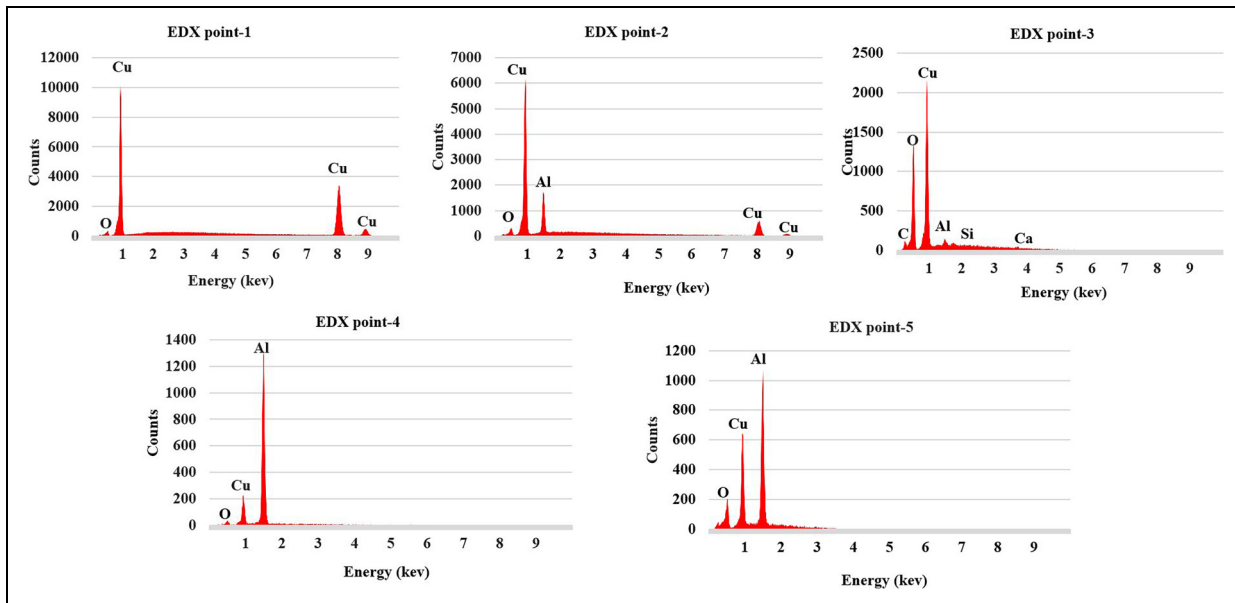 EDX point-1
12000
10000
8000
6000
4000
2000
0
Counts
Cu
O
Cu
Cu
1 2 3 4 5 6 7 8 9
Energy (kev)
EDX point-2
7000
6000
5000
4000
3000
2000
1000
0
Counts
Cu
Al
O
Cu
Cu
1 2 3 4 5 6 7 8 9
Energy (kev)
EDX point-3
2500
2000
1500
1000
500
0
Counts
Cu
O
C
Al
Si
Ca
1 2 3 4 5 6 7 8 9
Energy (kev)
EDX point-4
1400
1200
1000
800
600
400
200
0
Counts
Al
Cu
O
1 2 3 4 5 6 7 8 9
Energy (kev)
EDX point-5
1200
1000
800
600
400
200
0
Counts
Al
Cu
O
1 2 3 4 5 6 7 8 9
Energy (kev)